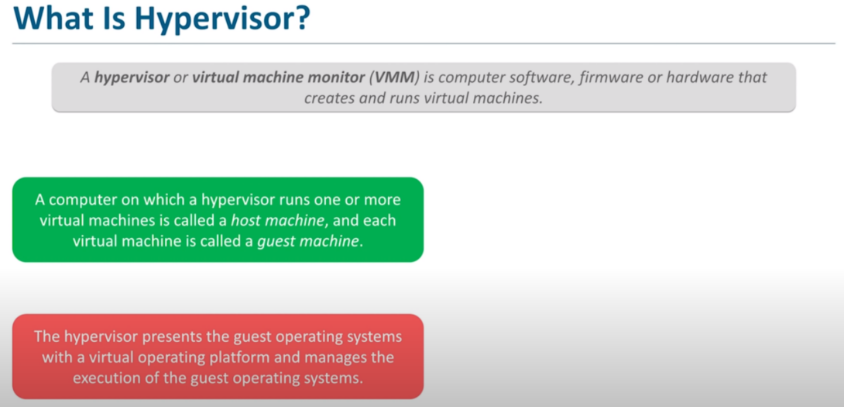 What Is Hypervisor?
A hypervisor or virtual machine monitor (VMM) is computer software, firmware or hardware that
creates and runs virtual machines.
A computer on which a hypervisor runs one or more
virtual machines is called a host machine, and each
virtual machine is called a guest machine.
The hypervisor presents the guest operating systems
with a virtual operating platform and manages the
execution of the guest operating systems.